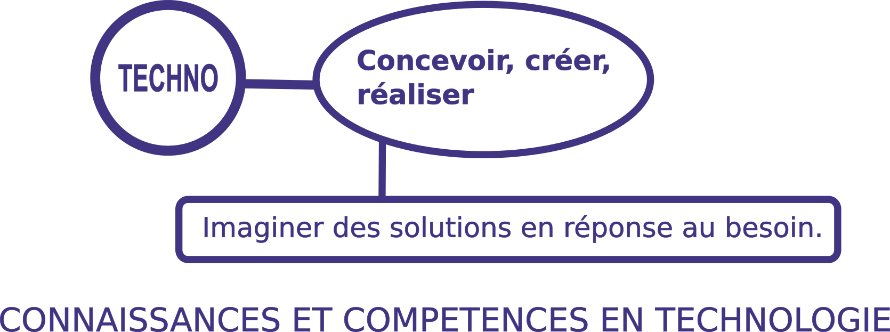 TECHNO
Concevoir, créer,
réaliser
Imaginer des solutions en réponse au besoin.
CONNAISSANCES ET COMPETENCES EN TECHNOLOGIE